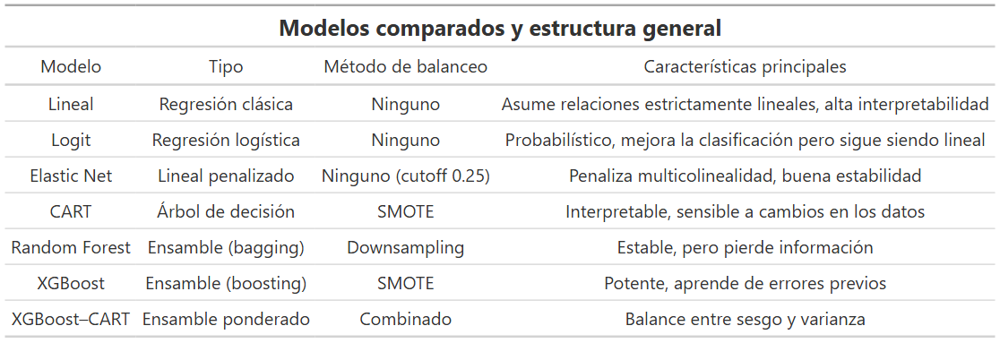 Modelos comparados y estructura general
Modelo Tipo Método de balanceo Características principales
Lineal Regresión clásica Ninguno Asume relaciones estrictamente lineales, alta interpretabilidad
Logit Regresión logística Ninguno Probabilístico, mejora la clasificación pero sigue siendo lineal
Elastic Net Lineal penalizado Ninguno (cutoff 0.25) Penaliza multicolinealidad, buena estabilidad
CART Árbol de decisión SMOTE Interpretable, sensible a cambios en los datos
Random Forest Ensamble (bagging) Downsampling Estable, pero pierde información
XGBoost Ensamble (boosting) SMOTE Potente, aprende de errores previos
XGBoost–CART Ensamble ponderado Combinado Balance entre sesgo y varianza